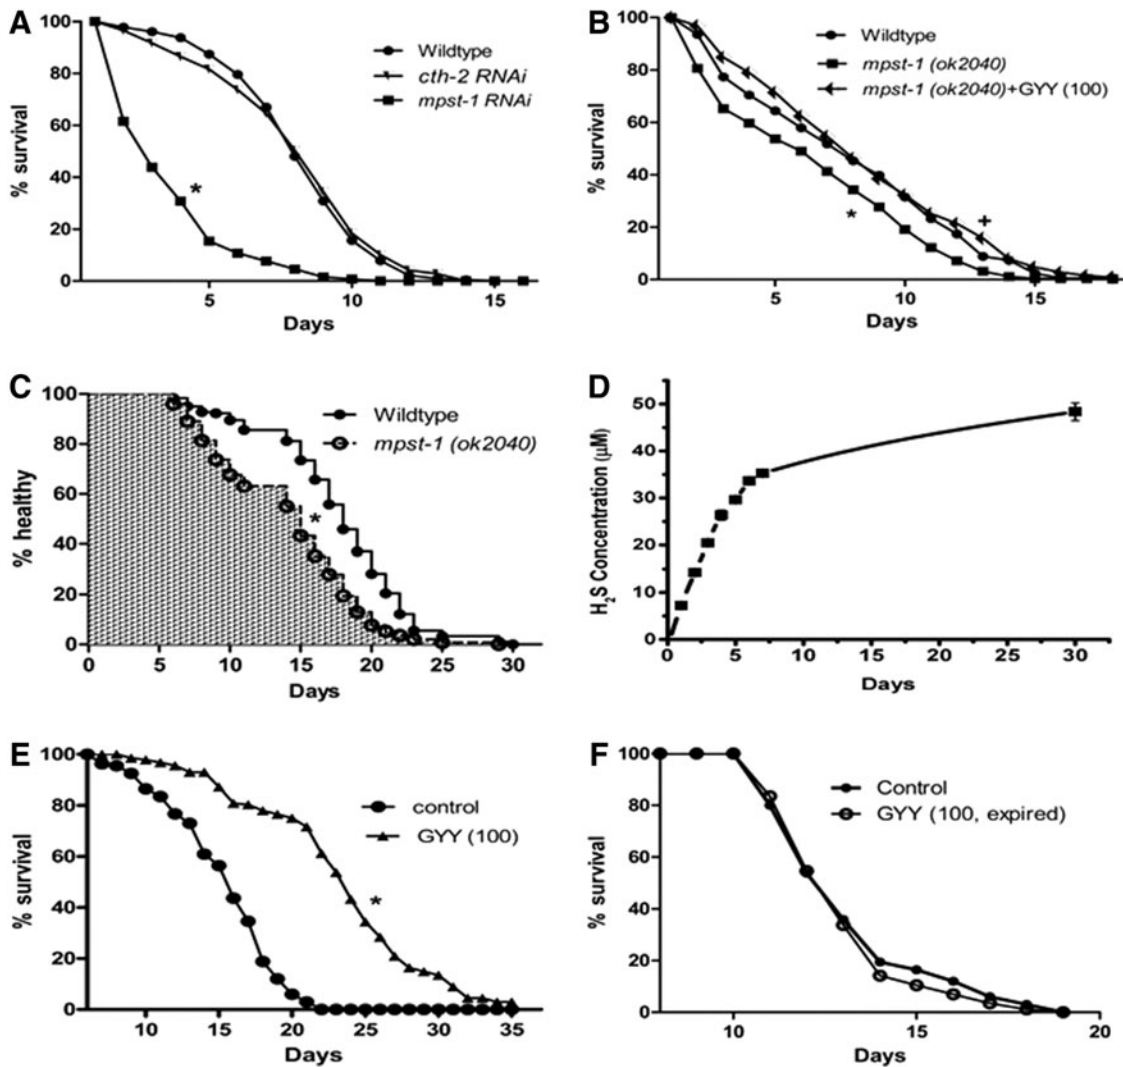 A
100
80
60
40
20
0
% survival
Wildtype
cth-2 RNAi
mpst-1 RNAi
*
5
10
15
Days
B
100
80
60
40
20
0
% survival
Wildtype
mpst-1 (ok2040)
mpst-1 (ok2040)+GYY (100)
*
+
5
10
15
Days
C
100
80
60
40
20
0
% healthy
Wildtype
mpst-1 (ok2040)
*
0
5
10
15
20
25
30
Days
D
50
40
30
20
10
0
H2S Concentration (μM)
0
5
10
15
20
25
30
Days
E
100
80
60
40
20
0
% survival
control
GYY (100)
*
10
15
20
25
30
35
Days
F
100
80
60
40
20
0
% survival
Control
GYY (100, expired)
10
15
20
Days